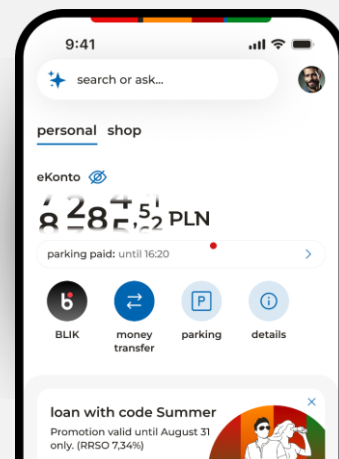 9:41
search or ask...
personal shop
eKonto
PLN
parking paid: until 16:20
b
P
BLIK money transfer parking details
loan with code Summer
Promotion valid until August 31
only. (RRSO 7,34%)